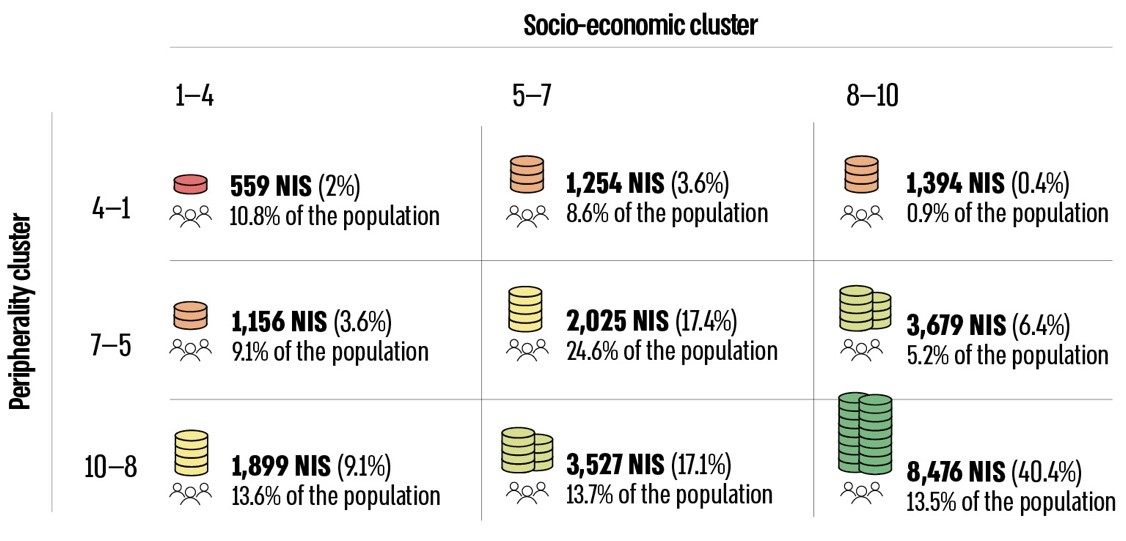 Socio-economic cluster
1–4
5–7
8–10
Peripherality cluster
4–1
559 NIS (2%)
10.8% of the population
1,254 NIS (3.6%)
8.6% of the population
1,394 NIS (0.4%)
0.9% of the population
7–5
1,156 NIS (3.6%)
9.1% of the population
2,025 NIS (17.4%)
24.6% of the population
3,679 NIS (6.4%)
5.2% of the population
10–8
1,899 NIS (9.1%)
13.6% of the population
3,527 NIS (17.1%)
13.7% of the population
8,476 NIS (40.4%)
13.5% of the population